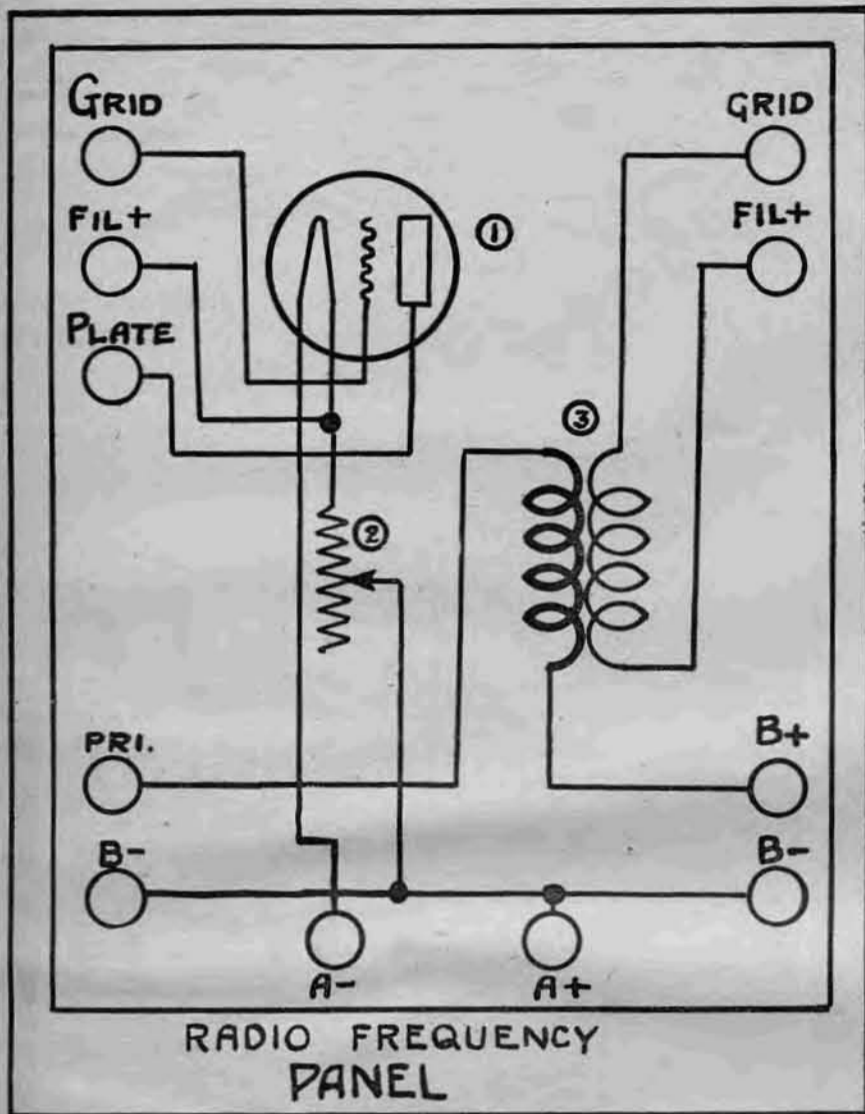 GRID
GRID
FIL+
FIL+
①
PLATE
③
②
PRI.
B+
B-
B-
A-
A+
RADIO FREQUENCY
PANEL